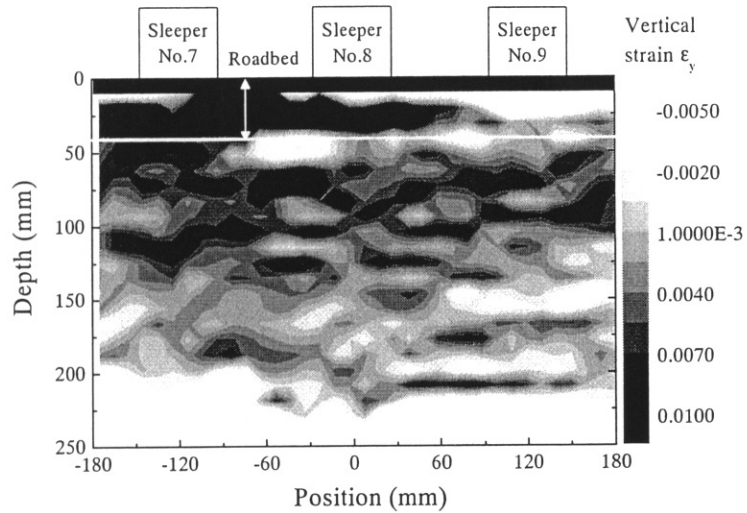 Sleeper No.7
Roadbed
Sleeper No.8
Sleeper No.9
Vertical
strain εy
Depth (mm)
0
50
100
150
200
250
-180
-120
-60
0
60
120
180
Position (mm)
-0.0050
-0.0020
1.0000E-3
0.0040
0.0070
0.0100